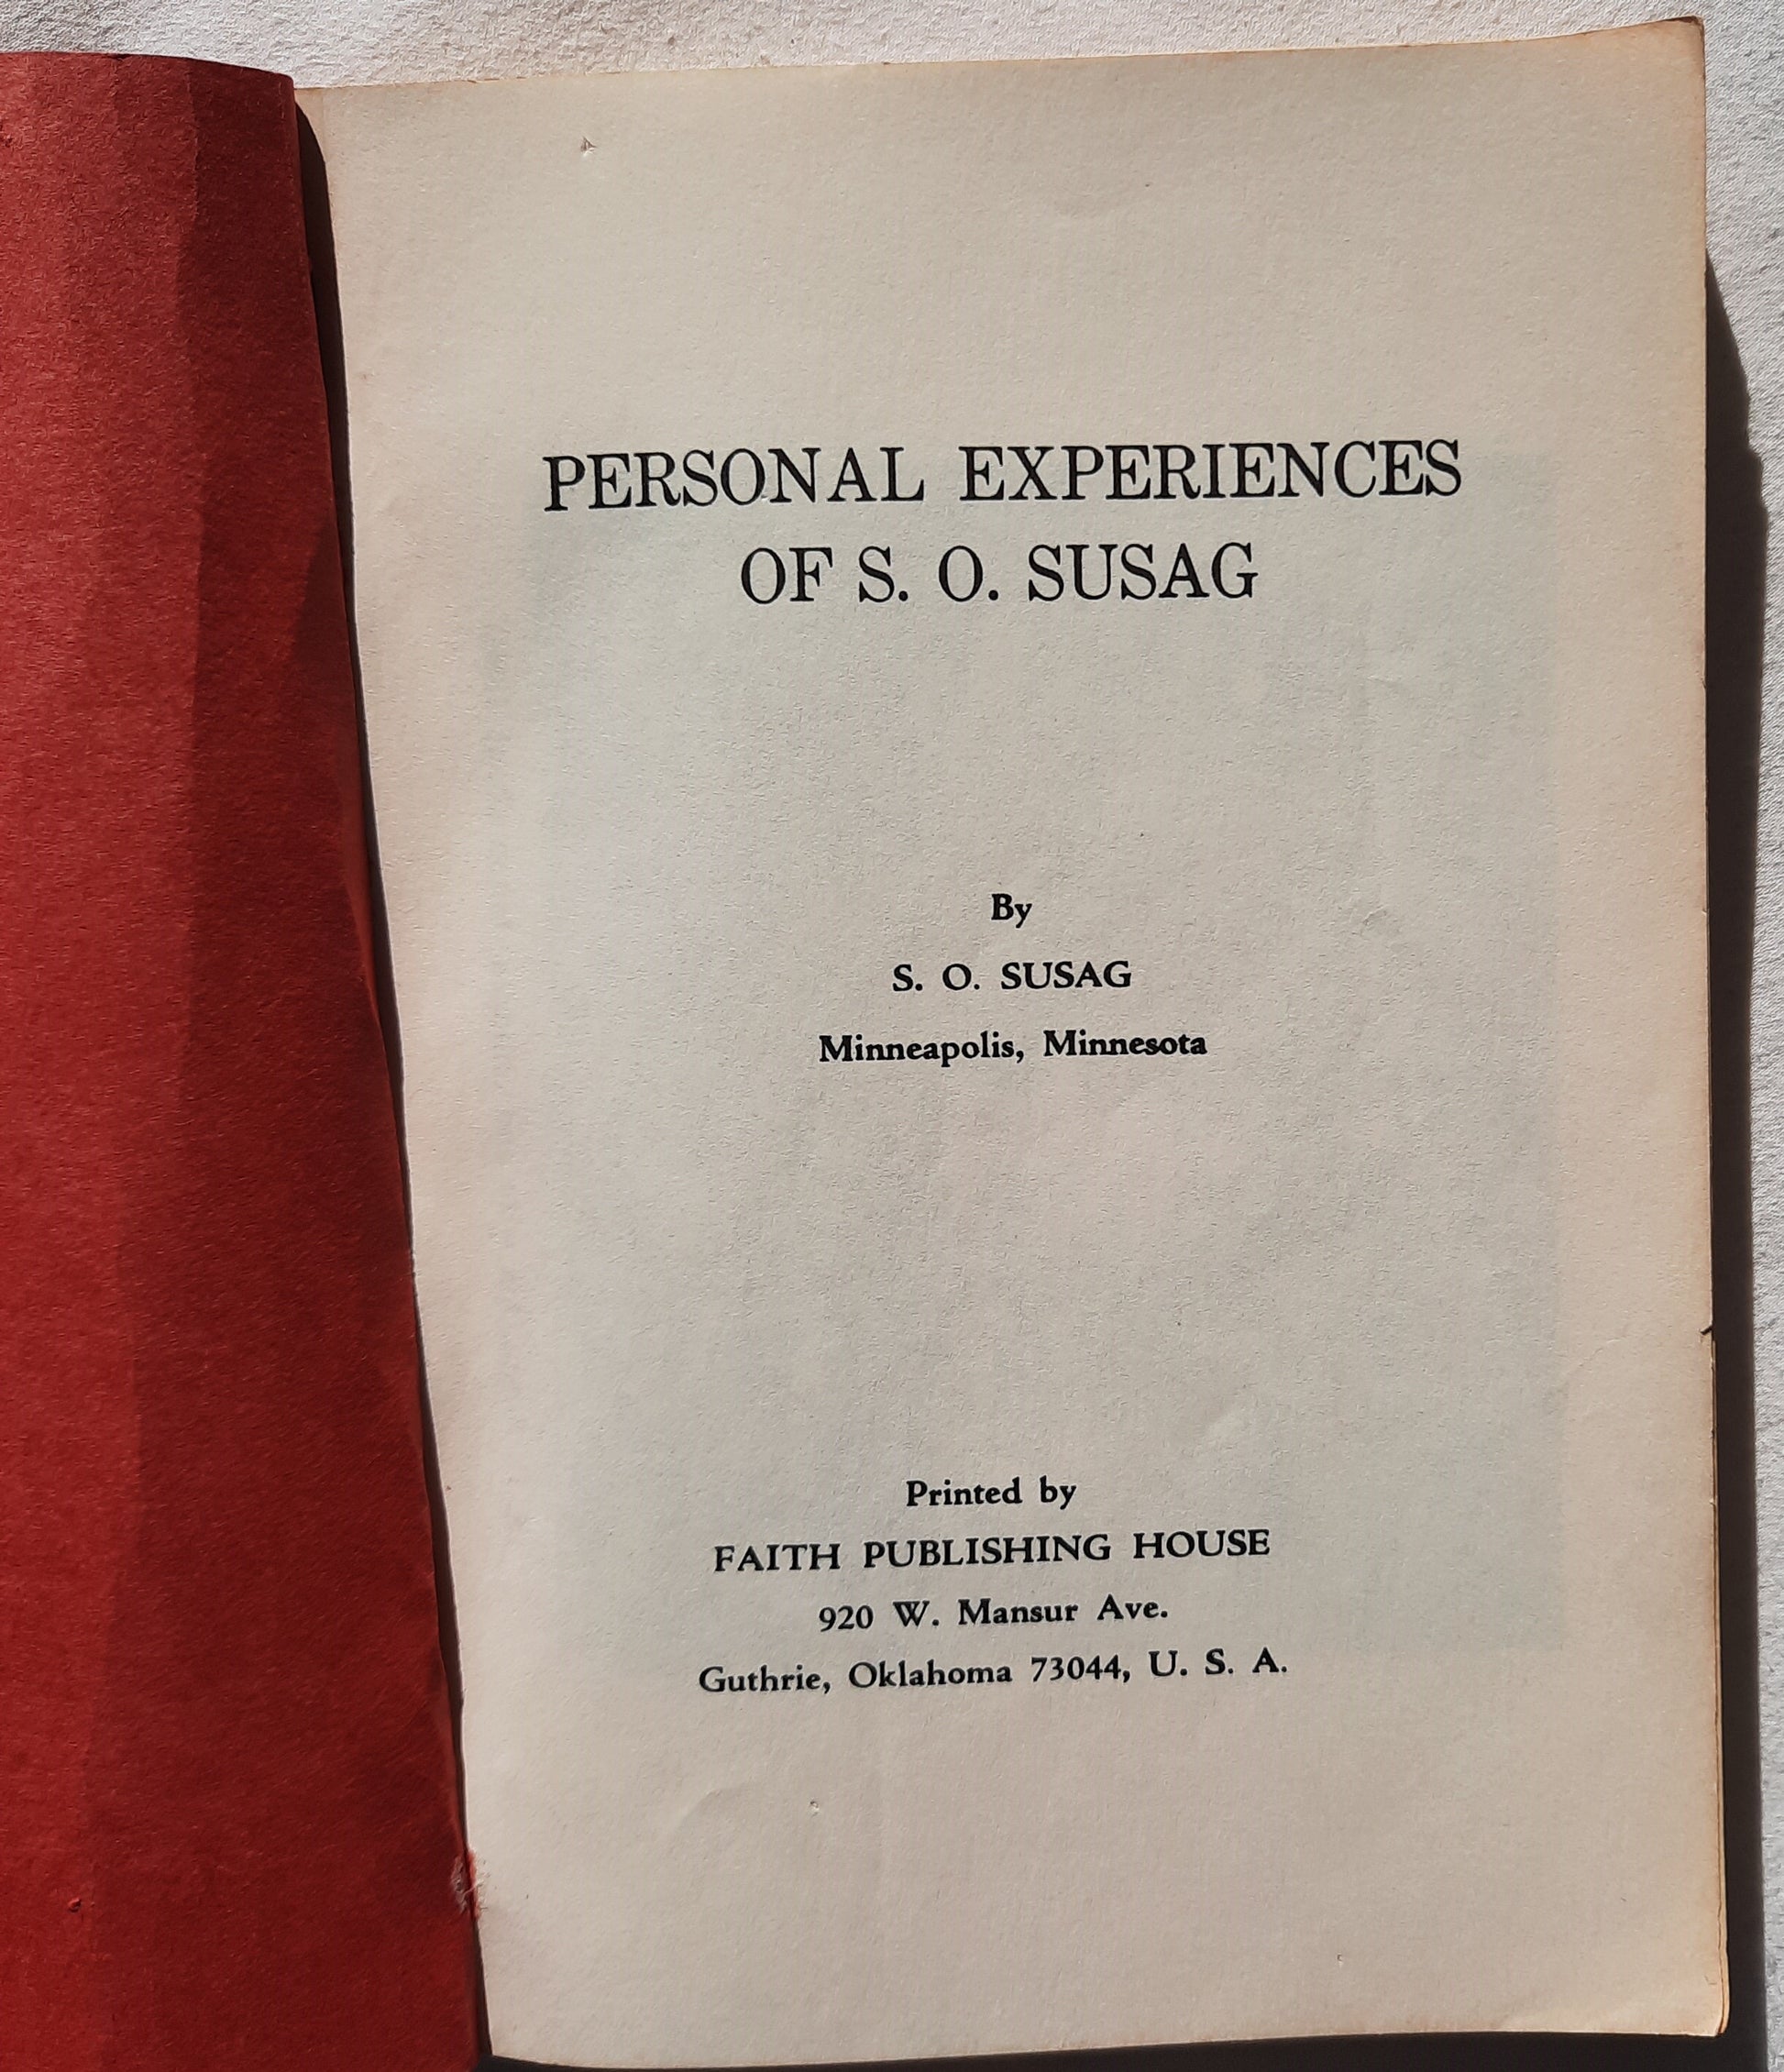 PERSONAL EXPERIENCES
OF S. O. SUSAG
By
S. O. SUSAG
Minneapolis, Minnesota
Printed by
FAITH PUBLISHING HOUSE
920 W. Mansur Ave.
Guthrie, Oklahoma 73044, U. S. A.